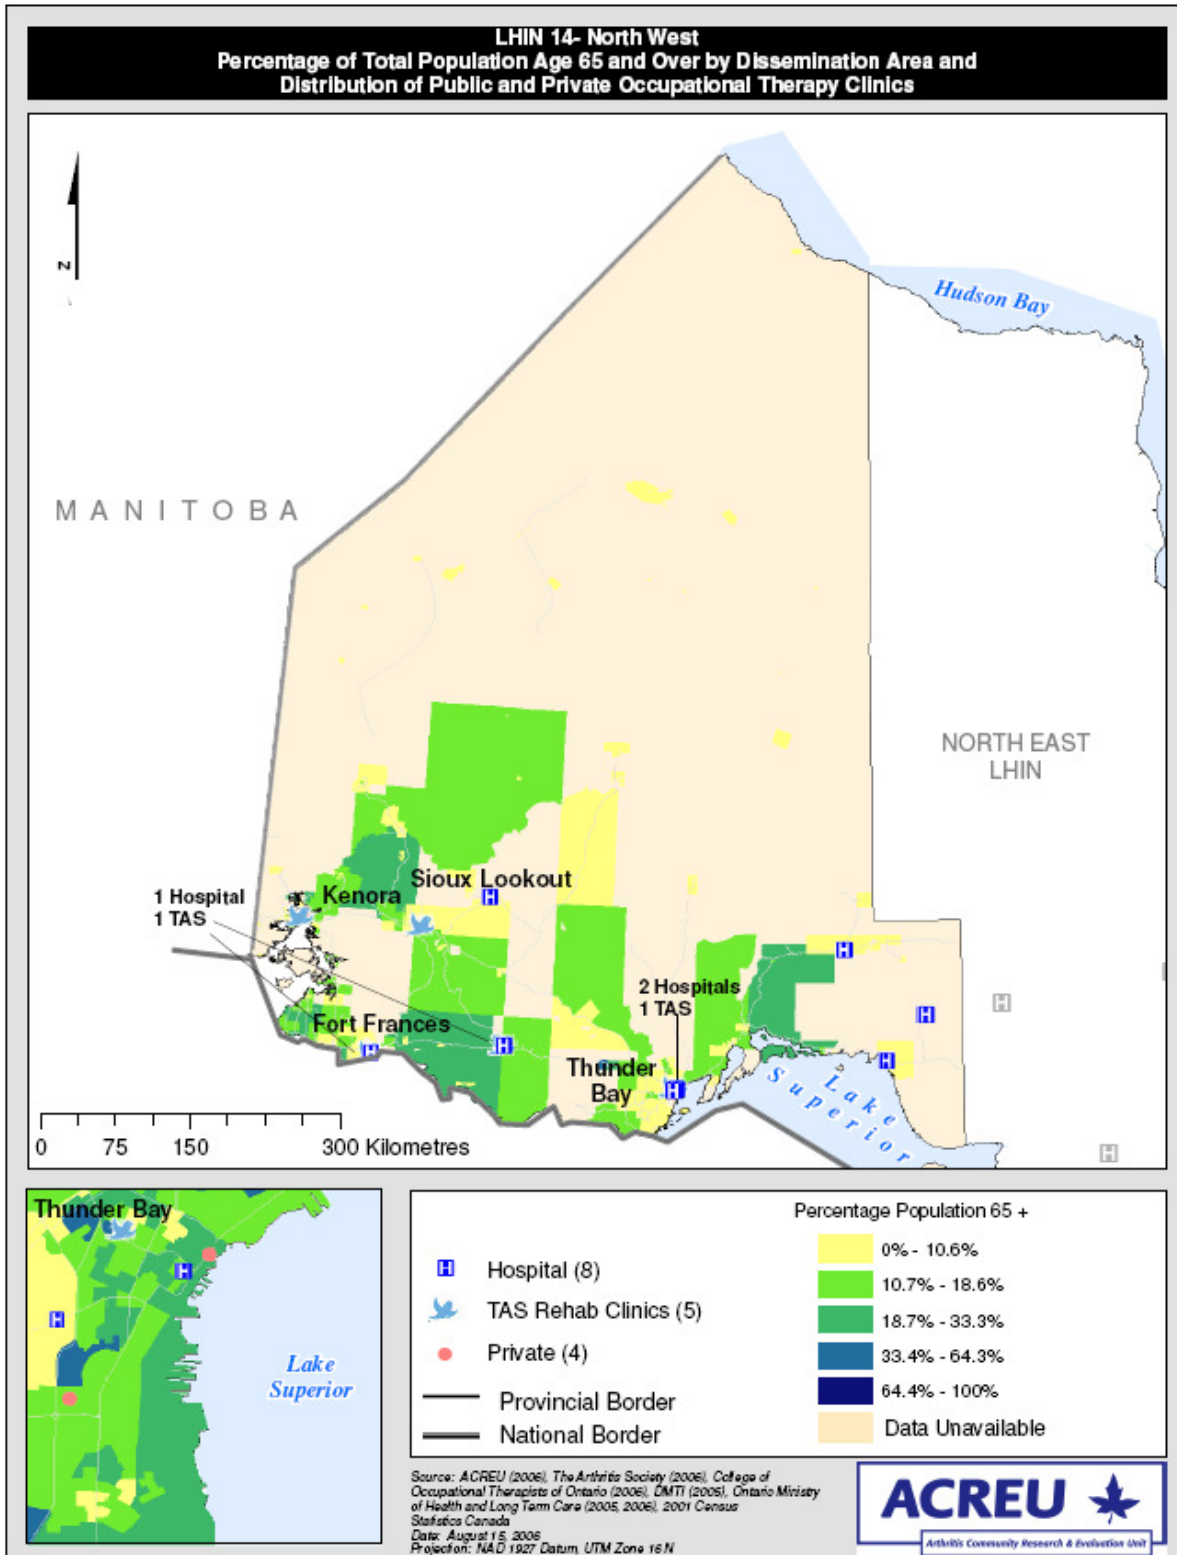 LHIN 14- North West
Percentage of Total Population Age 65 and Over by Dissemination Area and
Distribution of Public and Private Occupational Therapy Clinics
N
Hudson Bay
MANITOBA
NORTH EAST
LHIN
1 Hospital
1 TAS
Kenora
Sioux Lookout
H
H
2 Hospitals
1 TAS
H
H
Fort Frances
H
H
H
Thunder
Bay
H
H
Lake
Superior
H
0 75 150 300 Kilometres
Thunder Bay
H
H
Lake
Superior
H Hospital (8)
TAS Rehab Clinics (5)
Private (4)
Provincial Border
National Border
Percentage Population 65 +
0% - 10.6%
10.7% - 18.6%
18.7% - 33.3%
33.4% - 64.3%
64.4% - 100%
Data Unavailable
Source: ACREU (2006), The Arthritis Society (2006), College of
Occupational Therapists of Ontario (2006), DMTI (2005), Ontario Ministry
of Health and Long Term Care (2005, 2006), 2001 Census
Statistics Canada
Date: August 15, 2006
Projection: NAD 1927 Datum, UTM Zone 16 N
ACREU
Arthritis Community Research & Evaluation Unit